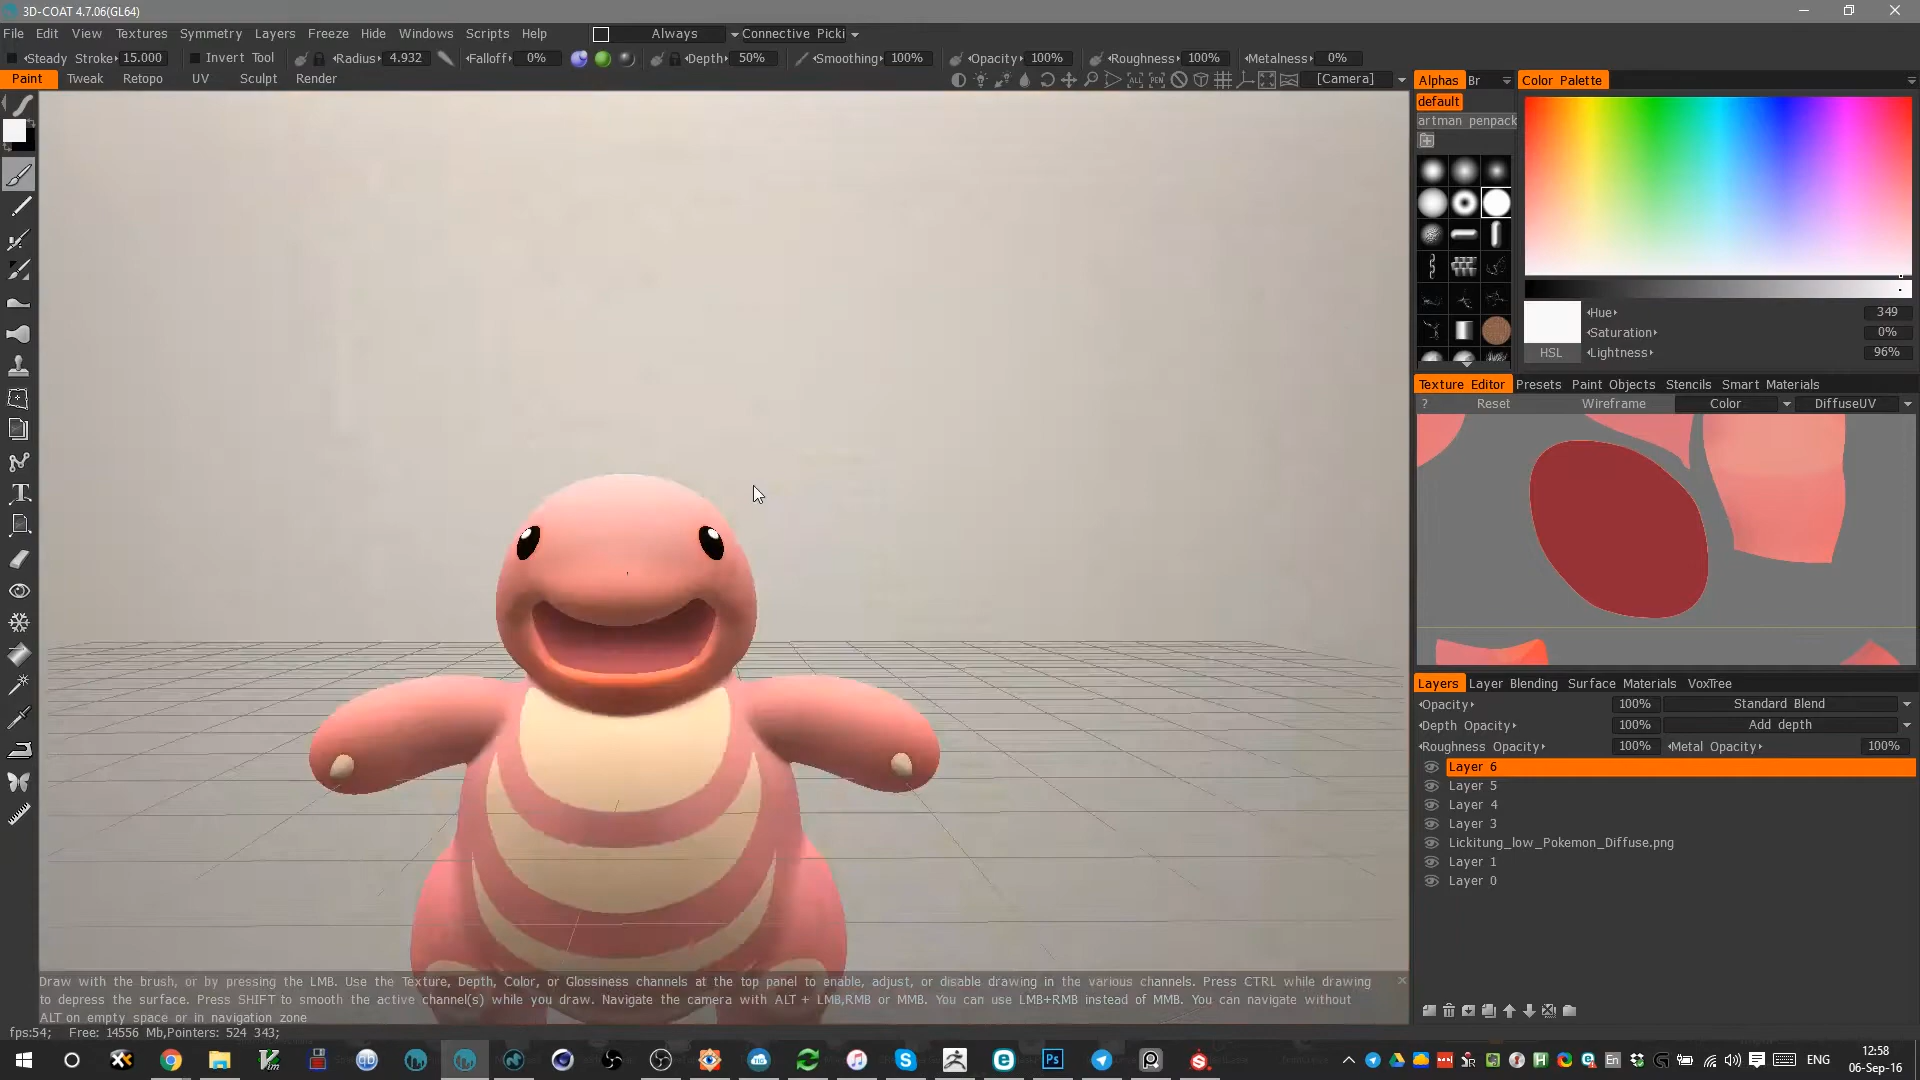 3D-COAT 4.7.06(GL64)
File Edit View Textures Symmetry Layers Freeze Hide Windows Scripts Help Always Connective Picki
Steady Stroke 15.000 Invert Tool Radius 4.932 Falloff 0% Depth 50% Smoothing 100% Opacity 100% Roughness 100% Metalness 0%
Paint Tweak Retopo UV Sculpt Render [Camera] Alphas Br Color Palette
default
artman penpack
Hue 349
Saturation 0%
HSL Lightness 96%
Texture Editor Presets Paint Objects Stencils Smart Materials
? Reset Wireframe Color DiffuseUV
Layers Layer Blending Surface Materials VoxTree
Opacity 100% Standard Blend
Depth Opacity 100% Add depth
Roughness Opacity 100% Metal Opacity 100%
Layer 6
Layer 5
Layer 4
Layer 3
Lickitung_low_Pokemon_Diffuse.png
Layer 1
Layer 0
Draw with the brush, or by pressing the LMB. Use the Texture, Depth, Color, or Glossiness channels at the top panel to enable, adjust, or disable drawing in the various channels. Press CTRL while drawing
to depress the surface. Press SHIFT to smooth the active channel(s) while you draw. Navigate the camera with ALT + LMB,RMB or MMB. You can use LMB+RMB instead of MMB. You can navigate without
ALT on empty space or in navigation zone
fps:54; Free: 14556 Mb,Pointers: 524 343;
ENG 12:58
06-Sep-16